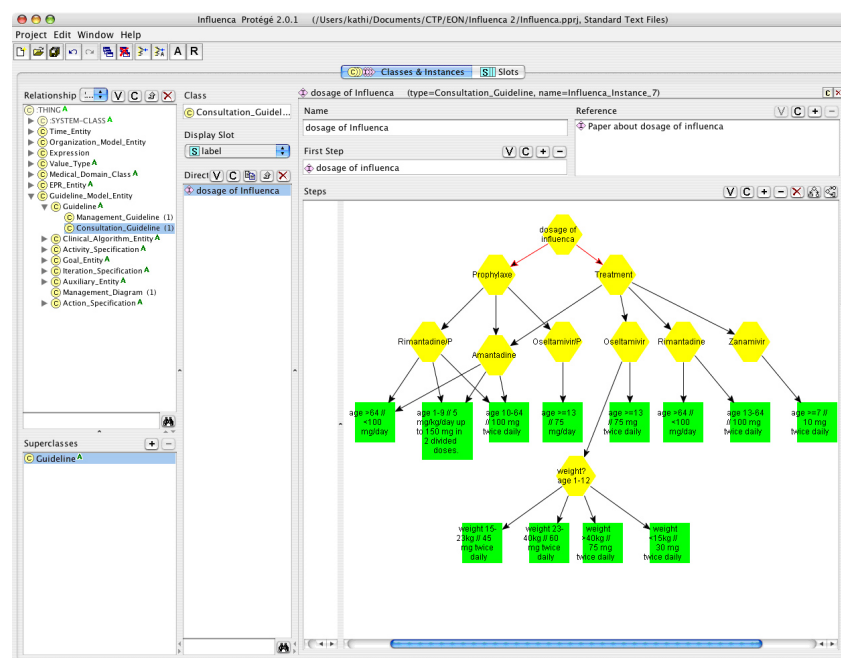 Influenca Protégé 2.0.1 (/Users/kathi/Documents/CTP/EON/Influenca 2/Influenca.pprj, Standard Text Files)
Project Edit Window Help
A R
Classes & Instances
S Slots
Relationship
V C
:THING A
C :SYSTEM-CLASS A
C Time_Entity
C Organization_Model_Entity
C Expression
C Value_Type A
C Medical_Domain_Class A
C EPR_Entity A
C Guideline_Model_Entity
C Guideline A
C Management_Guideline (1)
C Consultation_Guideline (1)
C Clinical_Algorithm_Entity A
C Activity_Specification A
C Goal_Entity A
C Iteration_Specification A
C Auxiliary_Entity A
C Management_Diagram (1)
C Action_Specification A
Superclasses + −
C Guideline A
Class
C Consultation_Guidel...
Display Slot
S label
Direct V C
dosage of Influenca
dosage of Influenca (type=Consultation_Guideline, name=Influenca_Instance_7)
C X
Name
dosage of Influenca
Reference
V C + −
Paper about dosage of influenca
First Step
V C + −
dosage of influenca
Steps
V C + −
dosage of
influenca
Prophylaxe
Treatment
Rimantadine/P
Amantadine
Oseltamivir/P
Oseltamivir
Rimantadine
Zanamivir
age >64 //
<100
mg/day
age 1-9 // 5
mg/kg/day up
to 150 mg in
2 divided
doses.
age 10-64
// 100 mg
twice daily
age >=13
// 75
mg/day
age >=13
// 75 mg
twice daily
age >64 //
<100
mg/day
age 13-64
// 100 mg
twice daily
age >=7 //
10 mg
twice daily
weight?
age 1-12
weight 15-
23kg // 45
mg twice
daily
weight 23-
40kg // 60
mg twice
daily
weight
>40kg //
75 mg
twice daily
weight
<15kg //
30 mg
twice daily